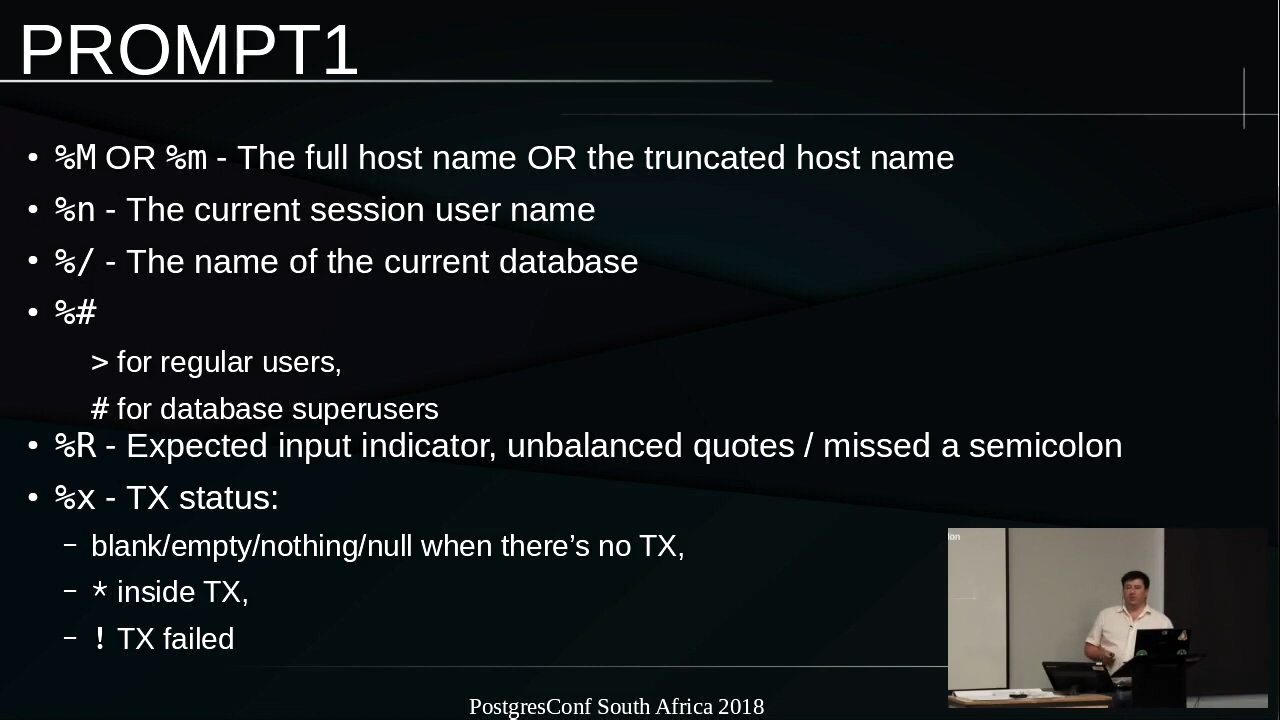 PROMPT1
• %M OR %m - The full host name OR the truncated host name
• %n - The current session user name
• %/ - The name of the current database
• %#
> for regular users,
# for database superusers
• %R - Expected input indicator, unbalanced quotes / missed a semicolon
• %x - TX status:
– blank/empty/nothing/null when there’s no TX,
– * inside TX,
– ! TX failed
lon
PostgresConf South Africa 2018